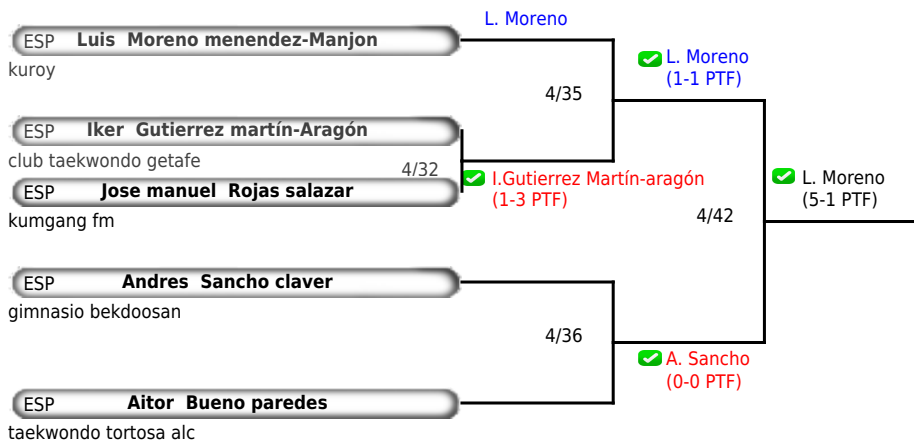 L. Moreno
ESP Luis Moreno menendez-Manjon
kuroy
L. Moreno
(1-1 PTF)
4/35
ESP Iker Gutierrez martín-Aragón
club taekwondo getafe
4/32
I.Gutierrez Martín-aragón
(1-3 PTF)
L. Moreno
(5-1 PTF)
ESP Jose manuel Rojas salazar
kumgang fm
4/42
ESP Andres Sancho claver
gimnasio bekdoosan
4/36
A. Sancho
(0-0 PTF)
ESP Aitor Bueno paredes
taekwondo tortosa alc